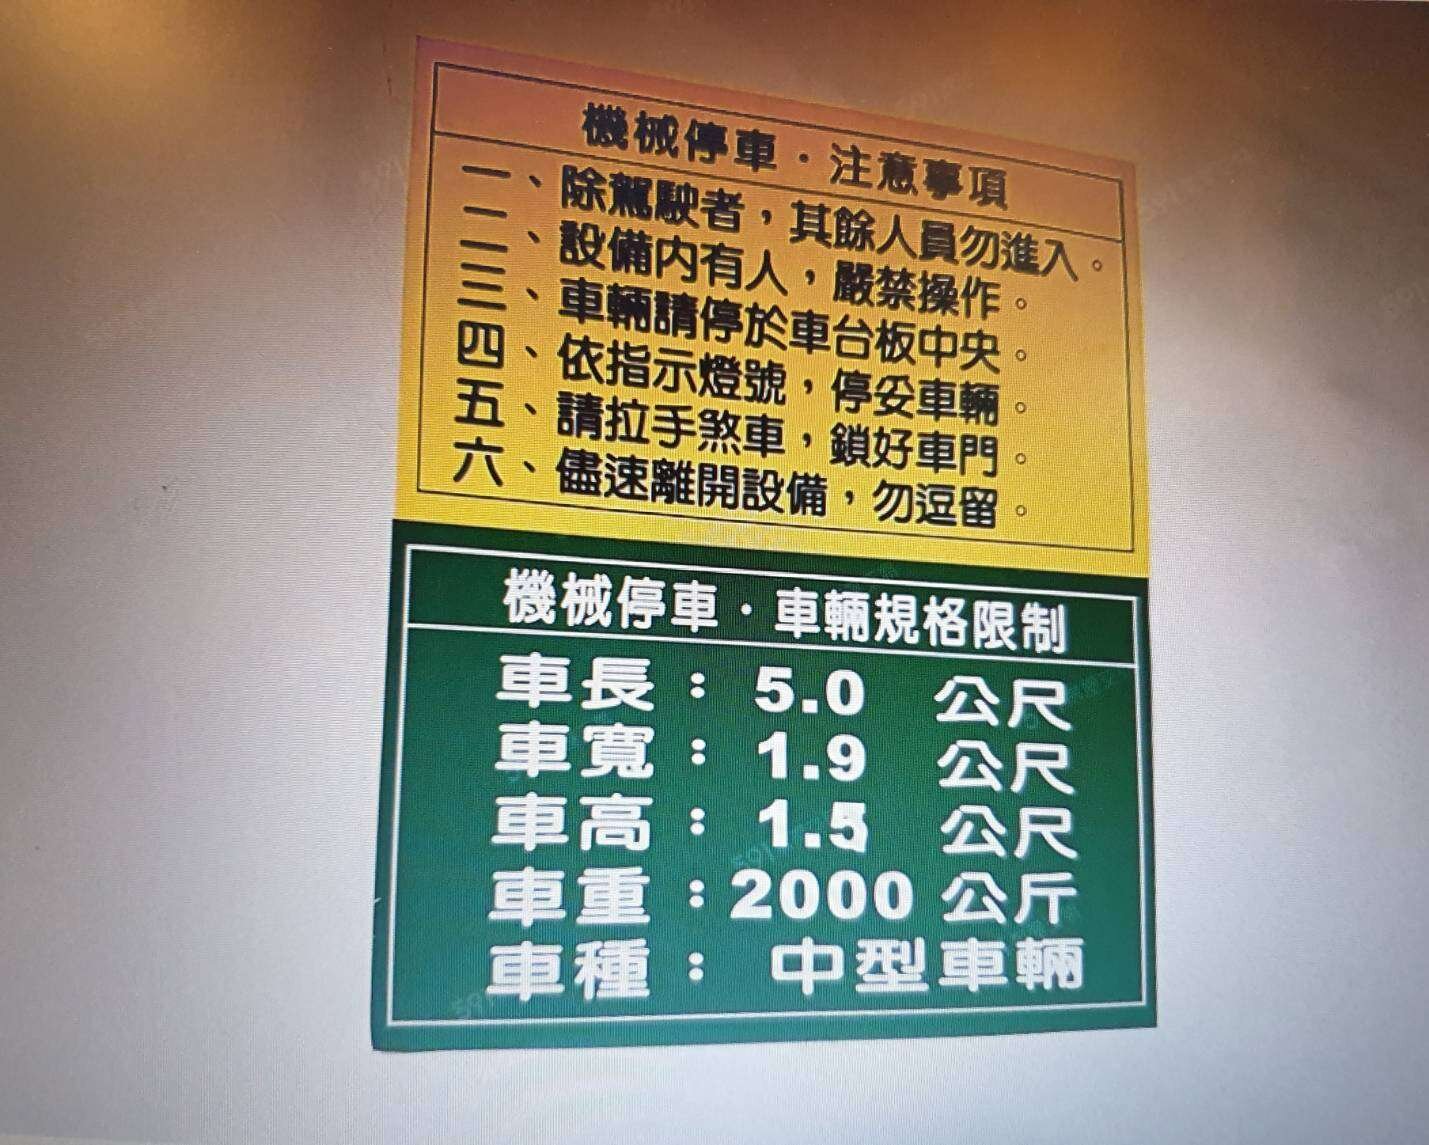 機械停車・注意事項
一、除駕駛者，其餘人員勿進入。
二、設備內有人，嚴禁操作。
三、車輛請停於車台板中央。
四、依指示燈號，停妥車輛。
五、請拉手煞車，鎖好車門。
六、儘速離開設備，勿逗留。
機械停車・車輛規格限制
車長：5.0 公尺
車寬：1.9 公尺
車高：1.5 公尺
車重：2000 公斤
車種：中型車輛